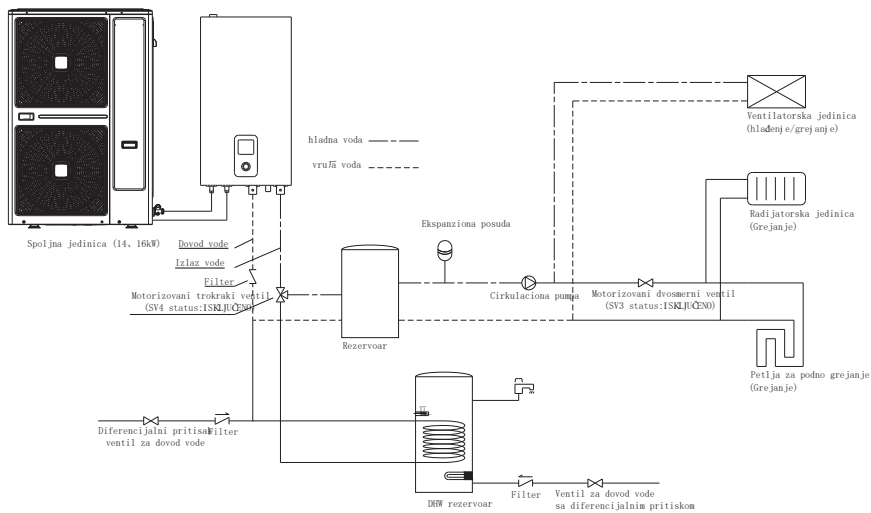 Ventilatorska jedinica
(hlađenje/grejanje)
hladna voda
vruJa voda
Radijatorska jedinica
(Grejanje)
Ekspanziona posuda
Spoljna jedinica (14、16kW)
Dovod vode
Izlaz vode
Filter
Motorizovani trokraki ventil
(SV4 status:ISKLJUČENO)
Cirkulaciona pumpa
Motorizovani dvosmerni ventil
(SV3 status:ISKLJUČENO)
Rezervoar
Petlja za podno grejanje
(Grejanje)
Diferencijalni pritisak
ventil za dovod vode
Filter
Filter
Ventil za dovod vode
sa diferencijalnim pritiskom
DHW rezervoar